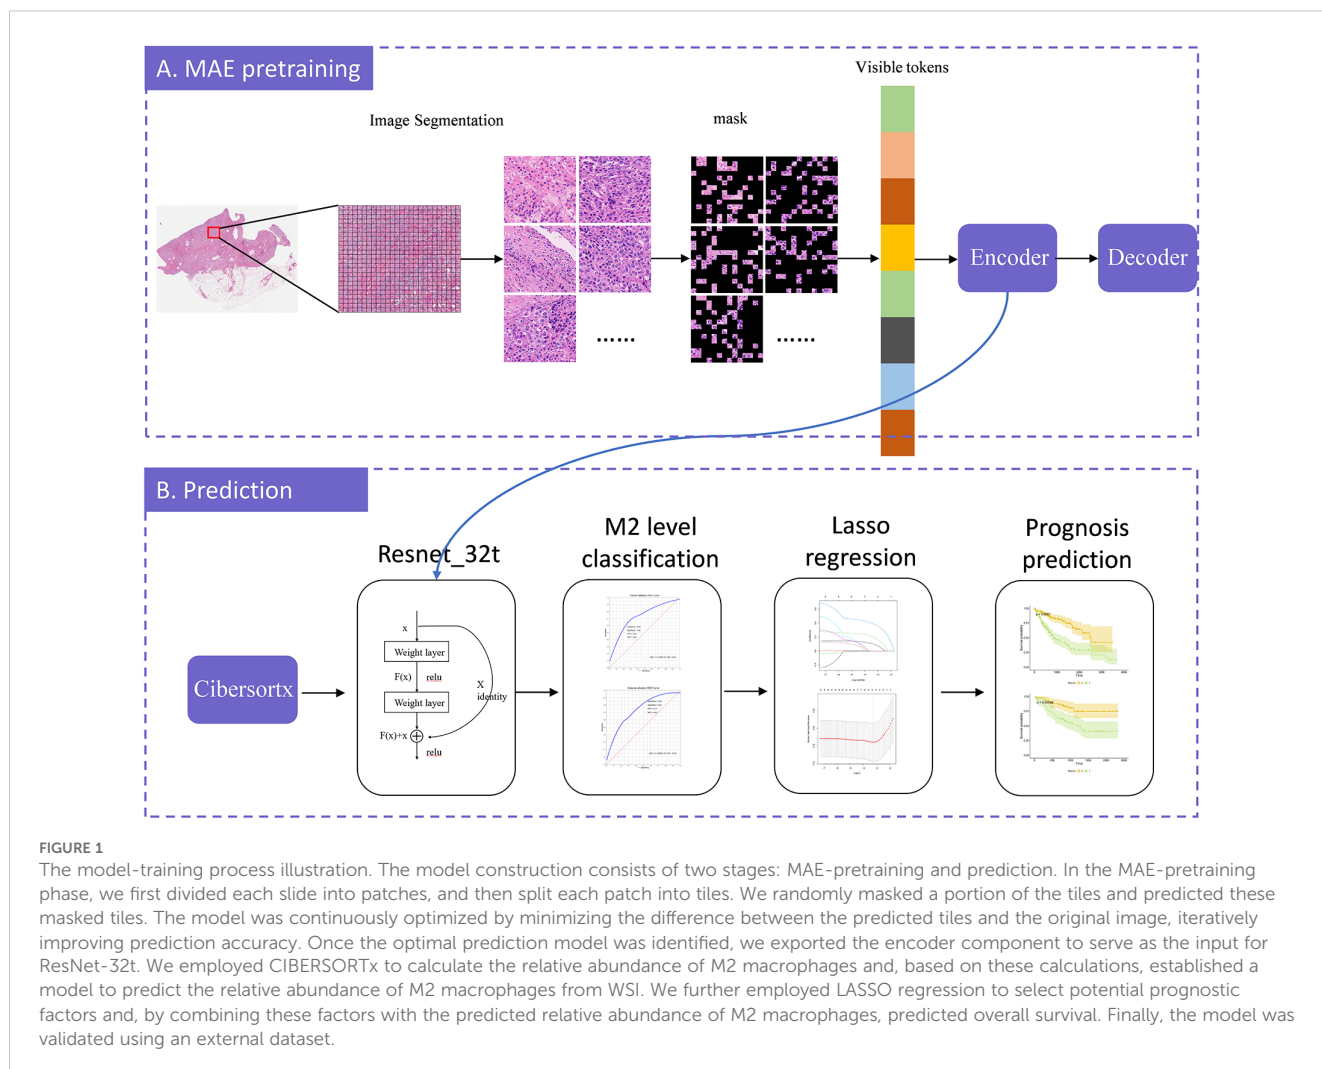 A. MAE pretraining
Visible tokens
Image Segmentation
mask
......
......
Encoder
Decoder
B. Prediction
Resnet_32t
M2 level
classification
Lasso
regression
Prognosis
prediction
Cibersortx
x
Weight layer
F(x)
relu
X
identity
Weight layer
F(x)+x
relu
Time
Time
FIGURE 1
The model-training process illustration. The model construction consists of two stages: MAE-pretraining and prediction. In the MAE-pretraining
phase, we first divided each slide into patches, and then split each patch into tiles. We randomly masked a portion of the tiles and predicted these
masked tiles. The model was continuously optimized by minimizing the difference between the predicted tiles and the original image, iteratively
improving prediction accuracy. Once the optimal prediction model was identified, we exported the encoder component to serve as the input for
ResNet-32t. We employed CIBERSORTx to calculate the relative abundance of M2 macrophages and, based on these calculations, established a
model to predict the relative abundance of M2 macrophages from WSI. We further employed LASSO regression to select potential prognostic
factors and, by combining these factors with the predicted relative abundance of M2 macrophages, predicted overall survival. Finally, the model was
validated using an external dataset.